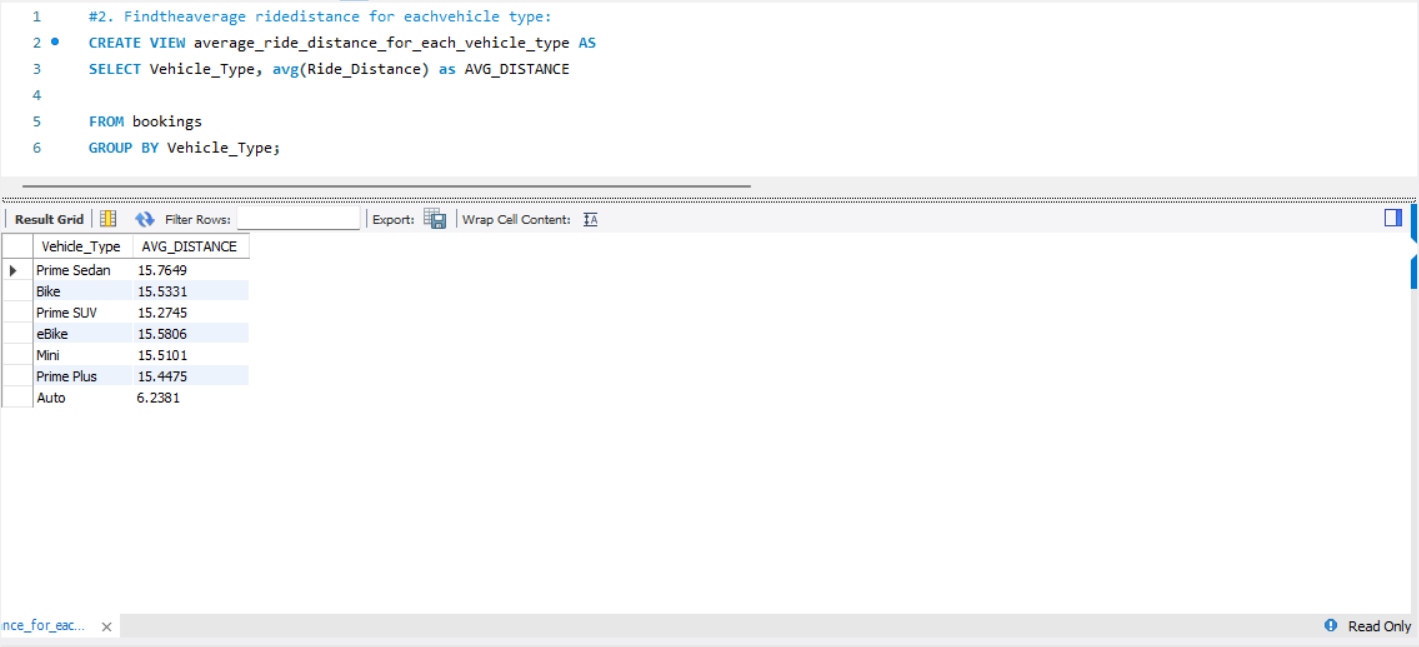 1 #2. Findtheaverage ridedistance for eachvehicle type:
2 CREATE VIEW average_ride_distance_for_each_vehicle_type AS
3 SELECT Vehicle_Type, avg(Ride_Distance) as AVG_DISTANCE
4
5 FROM bookings
6 GROUP BY Vehicle_Type;
Result Grid Filter Rows: Export: Wrap Cell Content: IA
Vehicle_Type AVG_DISTANCE
Prime Sedan 15.7649
Bike 15.5331
Prime SUV 15.2745
eBike 15.5806
Mini 15.5101
Prime Plus 15.4475
Auto 6.2381
nce_for_eac... × Read Only